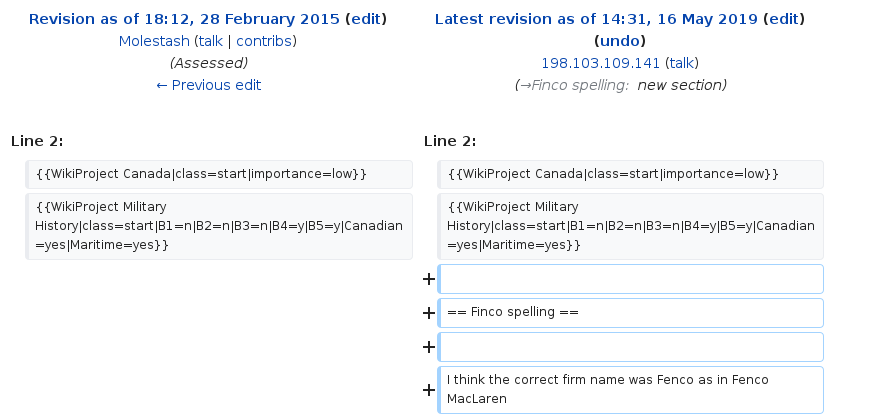 Revision as of 18:12, 28 February 2015 (edit)
Molestash (talk | contribs)
(Assessed)
← Previous edit
Latest revision as of 14:31, 16 May 2019 (edit)
(undo)
198.103.109.141 (talk)
(→Finco spelling: new section)
Line 2:
Line 2:
{{WikiProject Canada|class=start|importance=low}}
{{WikiProject Canada|class=start|importance=low}}
{{WikiProject Military
History|class=start|B1=n|B2=n|B3=n|B4=y|B5=y|Canadian
=yes|Maritime=yes}}
{{WikiProject Military
History|class=start|B1=n|B2=n|B3=n|B4=y|B5=y|Canadian
=yes|Maritime=yes}}
+
+ == Finco spelling ==
+
+ I think the correct firm name was Fenco as in Fenco
MacLaren